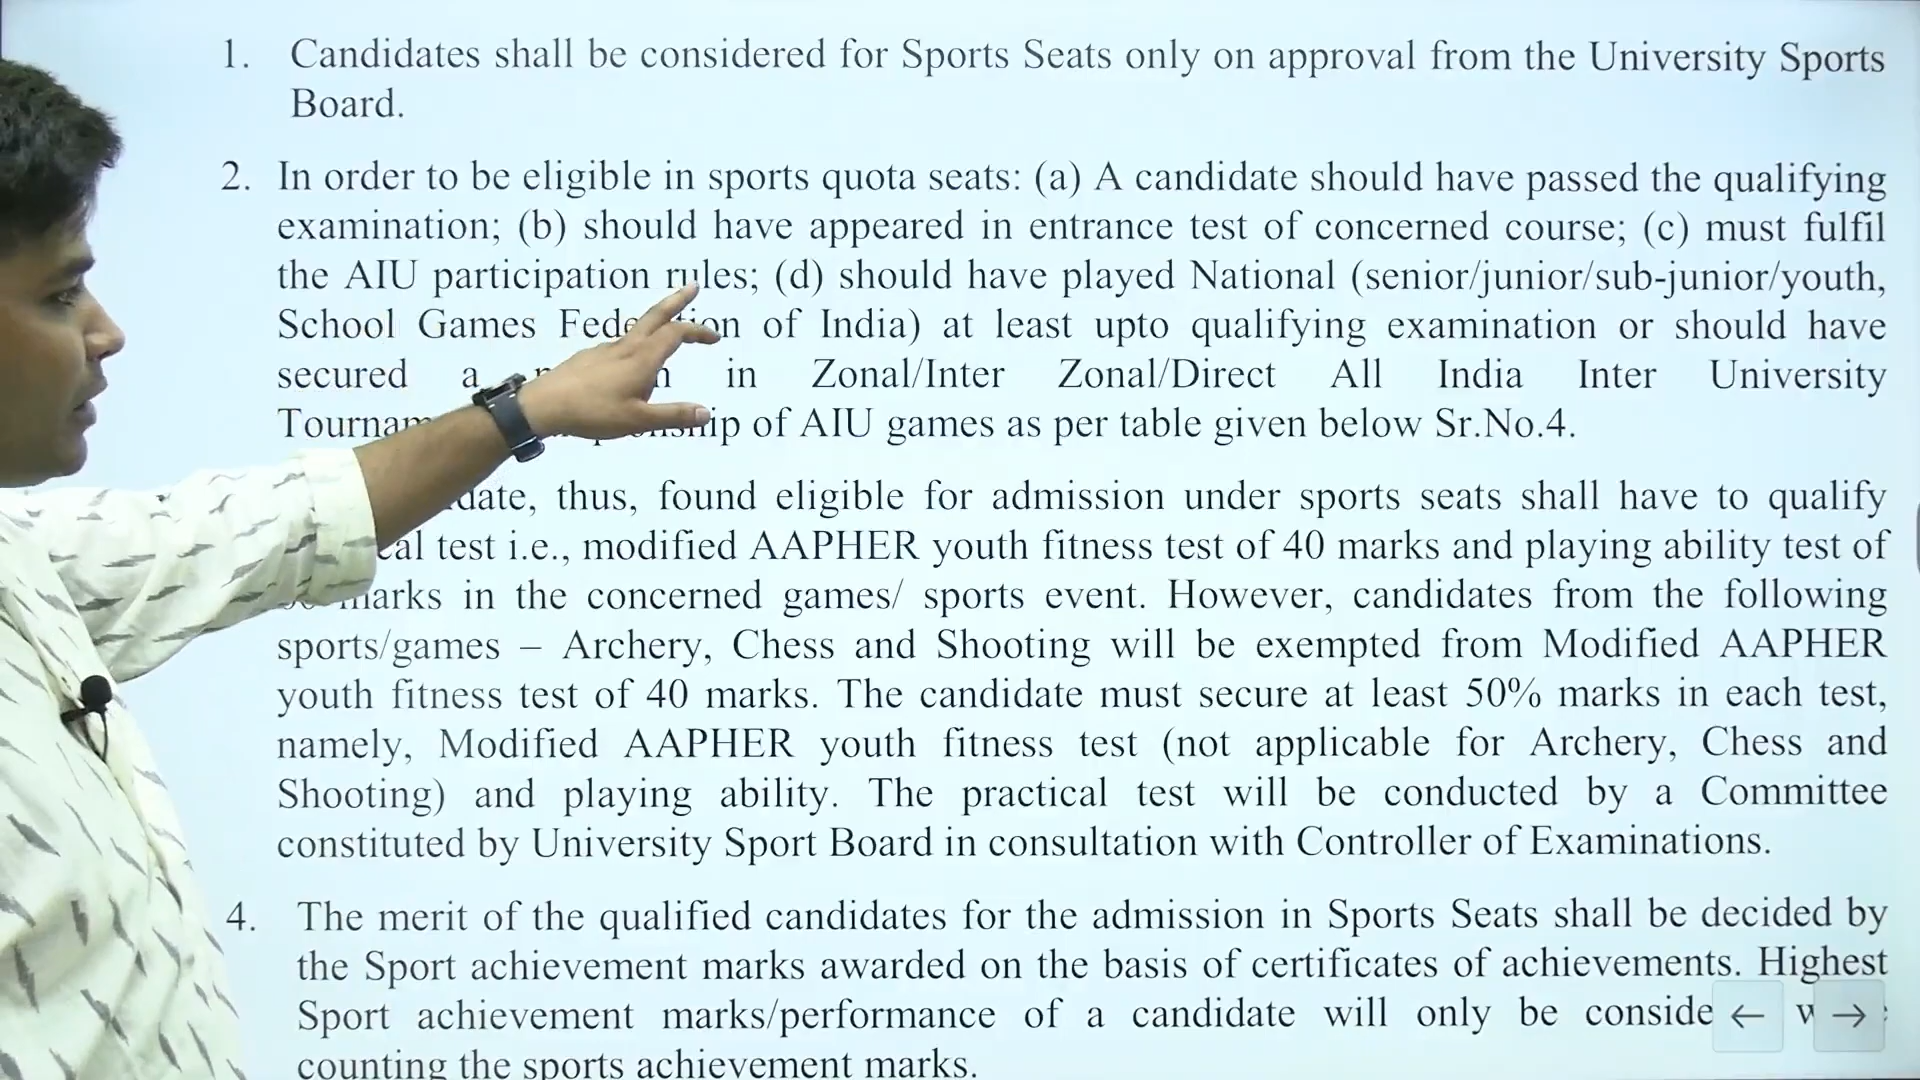 1. Candidates shall be considered for Sports Seats only on approval from the University Sports
Board.
2. In order to be eligible in sports quota seats: (a) A candidate should have passed the qualifying
examination; (b) should have appeared in entrance test of concerned course; (c) must fulfil
the AIU participation rules; (d) should have played National (senior/junior/sub-junior/youth,
School Games of India) at least upto qualifying examination or should have
secured a in Zonal/Inter Zonal/Direct All India Inter University
of AIU games as per table given below Sr.No.4.
thus, found eligible for admission under sports seats shall have to qualify
test i.e., modified AAPHER youth fitness test of 40 marks and playing ability test of
marks in the concerned games/ sports event. However, candidates from the following
sports/games – Archery, Chess and Shooting will be exempted from Modified AAPHER
youth fitness test of 40 marks. The candidate must secure at least 50% marks in each test,
namely, Modified AAPHER youth fitness test (not applicable for Archery, Chess and
Shooting) and playing ability. The practical test will be conducted by a Committee
constituted by University Sport Board in consultation with Controller of Examinations.
4. The merit of the qualified candidates for the admission in Sports Seats shall be decided by
the Sport achievement marks awarded on the basis of certificates of achievements. Highest
Sport achievement marks/performance of a candidate will only be
counting the sports achievement marks.